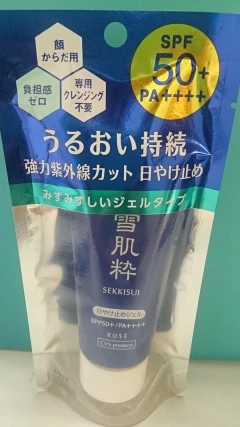 顔
からだ用
負担感
ゼロ
専用
クレンジング
不要
SPF
50+
PA++++
うるおい持続
強力紫外線カット 日やけ止め
みずみずしいジェルタイプ
雪肌粋
SEKKISUI
日やけ止めジェル
SPF50+/PA++++
KOSÉ
CVS.products